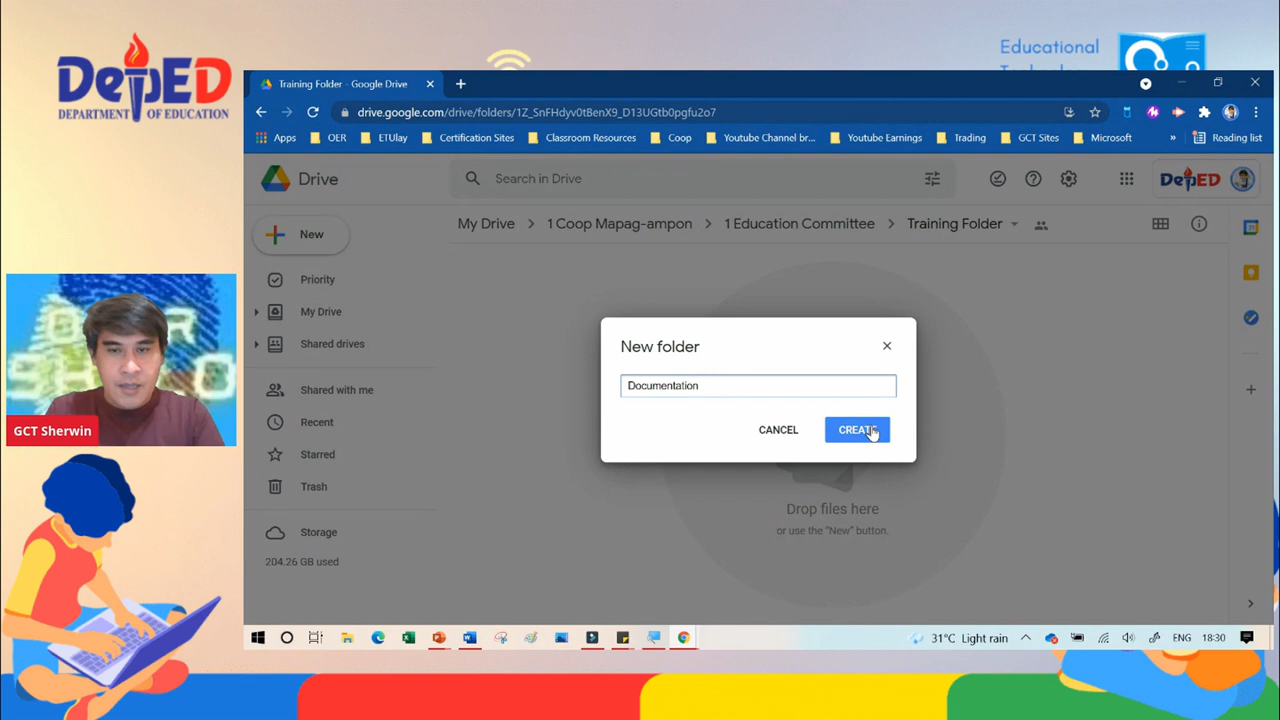 DepED
DEPARTMENT OF EDUCATION
Educational
Training Folder - Google Drive
drive.google.com/drive/folders/1Z_SnFHdyv0tBenX9_D13UGtb0pgfu2o7
Apps OER ETUlay Certification Sites Classroom Resources Coop Youtube Channel br... Youtube Earnings Trading GCT Sites Microsoft » Reading list
Drive
Search in Drive
DepED
New
My Drive > 1 Coop Mapag-ampon > 1 Education Committee > Training Folder
Priority
My Drive
Shared drives
Shared with me
Recent
Starred
Trash
Storage
204.26 GB used
New folder
Documentation
CANCEL CREATE
Drop files here
or use the "New" button.
GCT Sherwin
31°C Light rain ENG 18:30